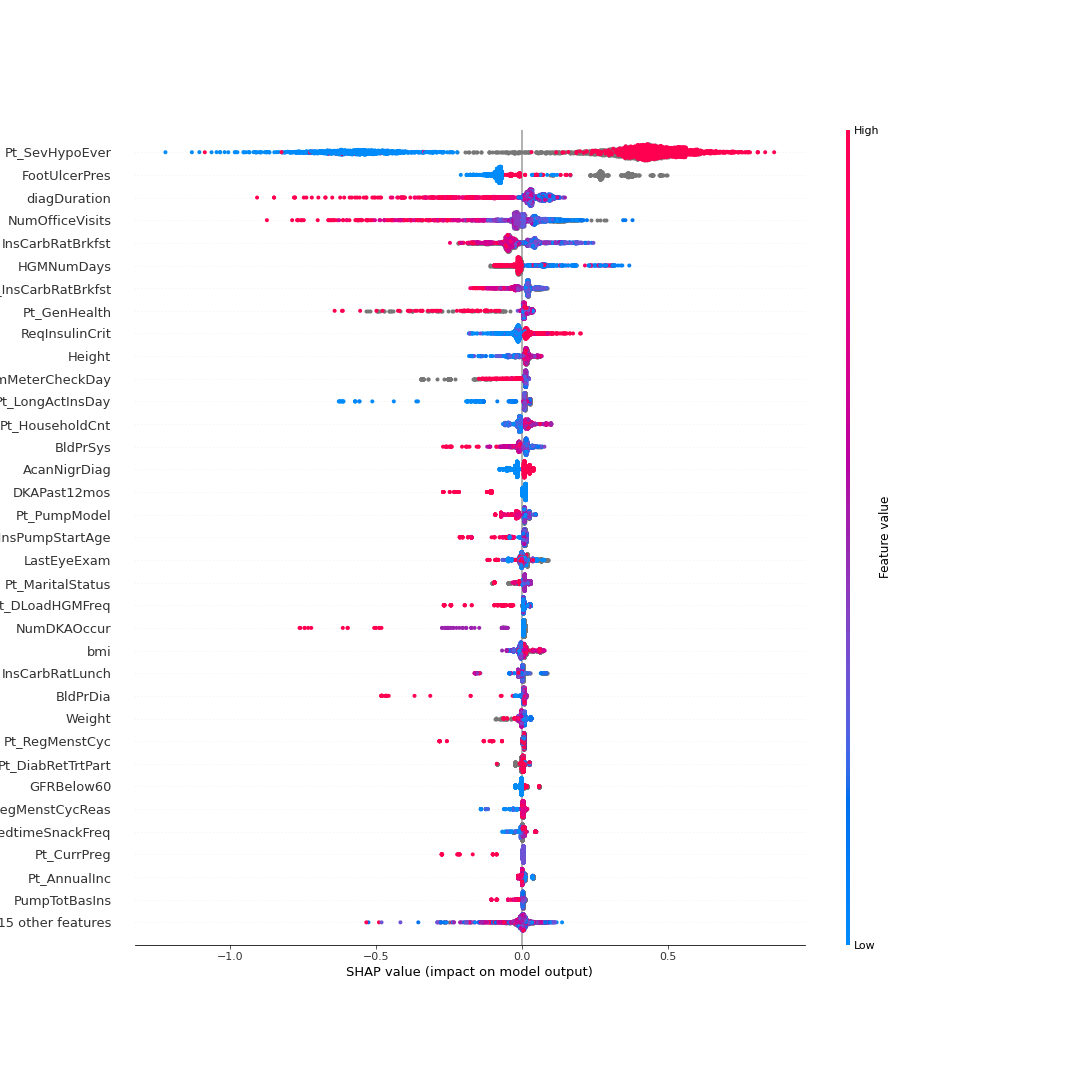 High
Pt_SevHypoEver
FootUlcerPres
diagDuration
NumOfficeVisits
InsCarbRatBrkfst
HGMNumDays
_InsCarbRatBrkfst
Pt_GenHealth
ReqInsulinCrit
Height
mMeterCheckDay
Pt_LongActInsDay
Pt_HouseholdCnt
BldPrSys
AcanNigrDiag
DKAPast12mos
Pt_PumpModel
InsPumpStartAge
LastEyeExam
Pt_MaritalStatus
t_DLoadHGMFreq
NumDKAOccur
bmi
InsCarbRatLunch
BldPrDia
Weight
Pt_RegMenstCyc
Pt_DiabRetTrtPart
GFRBelow60
egMenstCycReas
edtimeSnackFreq
Pt_CurrPreg
Pt_AnnualInc
PumpTotBasIns
15 other features
Feature value
Low
−1.0 −0.5 0.0 0.5
SHAP value (impact on model output)